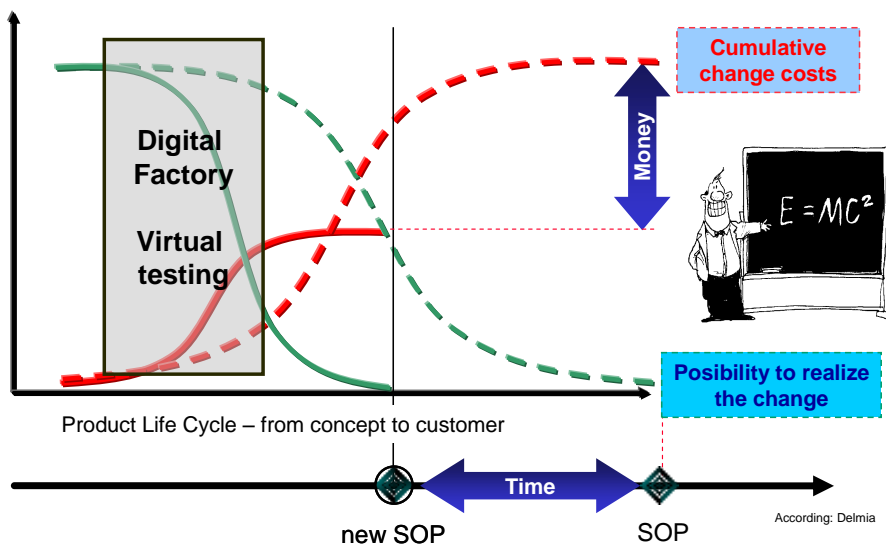 Cumulative
change costs
Money
Digital
Factory
Virtual
testing
E=MC²
Posibility to realize
the change
Product Life Cycle – from concept to customer
Time
new SOP
SOP
According: Delmia